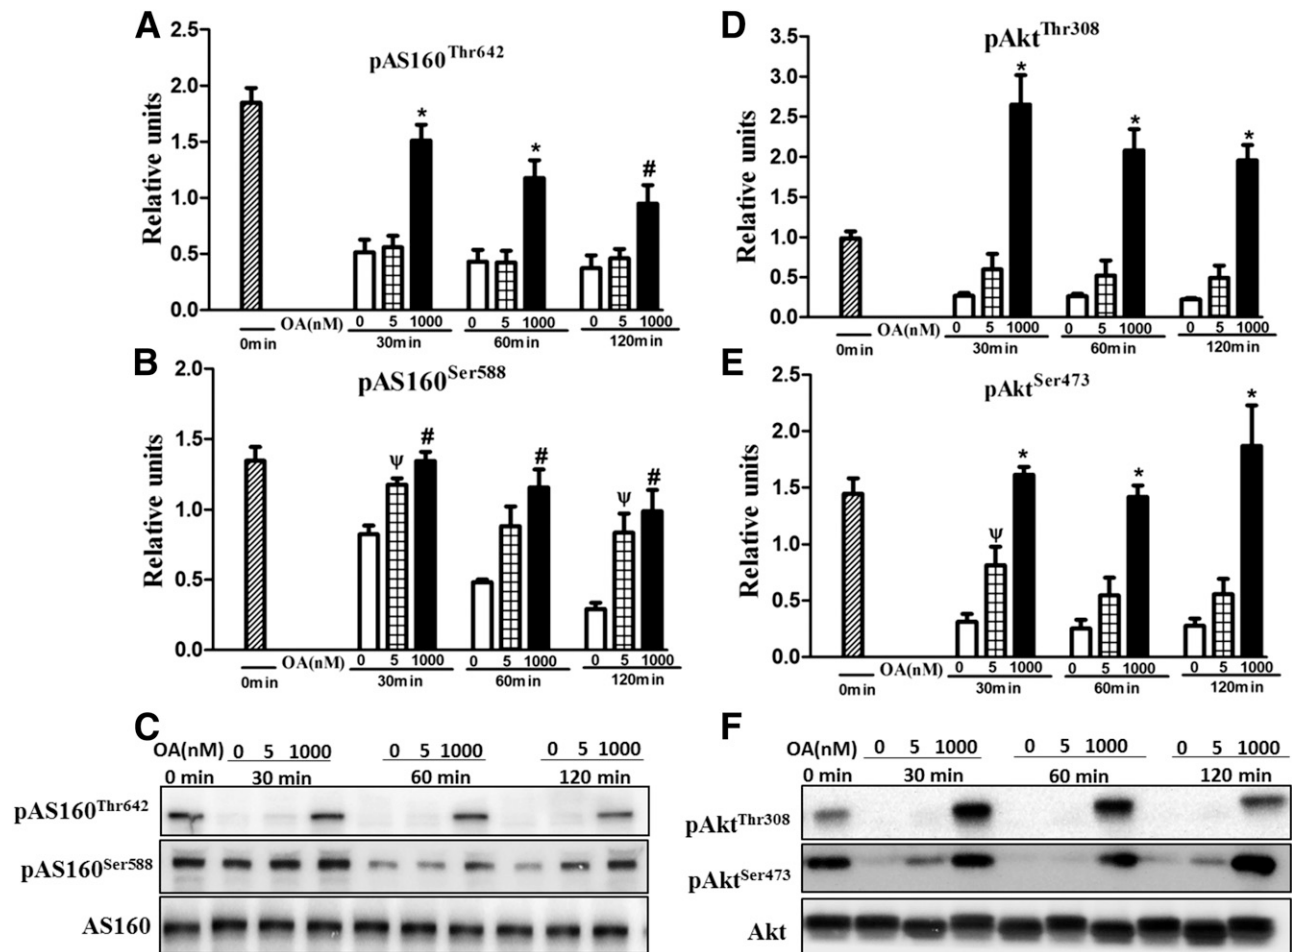 A
pAS160Thr642
Relative units
2.5
2.0
1.5
1.0
0.5
0.0
* * #
OA(nM) 0 5 1000 0 5 1000 0 5 1000
0min 30min 60min 120min
B
pAS160Ser588
Relative units
2.0
1.5
1.0
0.5
0.0
ψ # # ψ #
OA(nM) 0 5 1000 0 5 1000 0 5 1000
0min 30min 60min 120min
C
OA(nM) 0 5 1000 0 5 1000 0 5 1000
0 min 30 min 60 min 120 min
pAS160Thr642
pAS160Ser588
AS160
D
pAktThr308
Relative units
3.5
3.0
2.5
2.0
1.5
1.0
0.5
0.0
* * *
OA(nM) 0 5 1000 0 5 1000 0 5 1000
0min 30min 60min 120min
E
pAktSer473
Relative units
2.5
2.0
1.5
1.0
0.5
0.0
ψ * * *
OA(nM) 0 5 1000 0 5 1000 0 5 1000
0min 30min 60min 120min
F
OA(nM) 0 5 1000 0 5 1000 0 5 1000
0 min 30 min 60 min 120 min
pAktThr308
pAktSer473
Akt